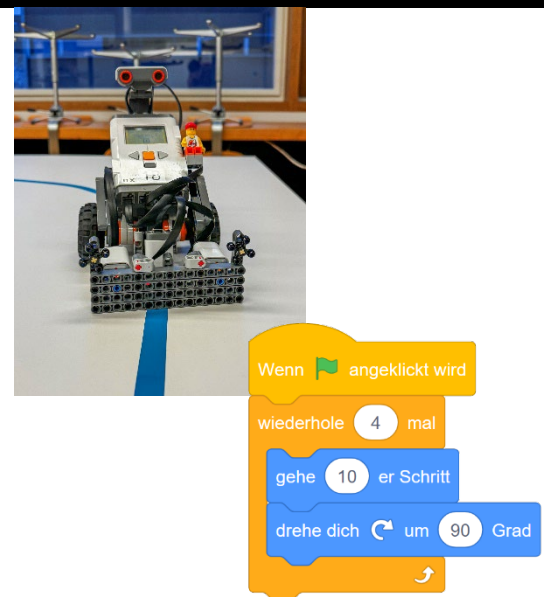 Wenn angeklickt wird
wiederhole 4 mal
gehe 10 er Schritt
drehe dich um 90 Grad